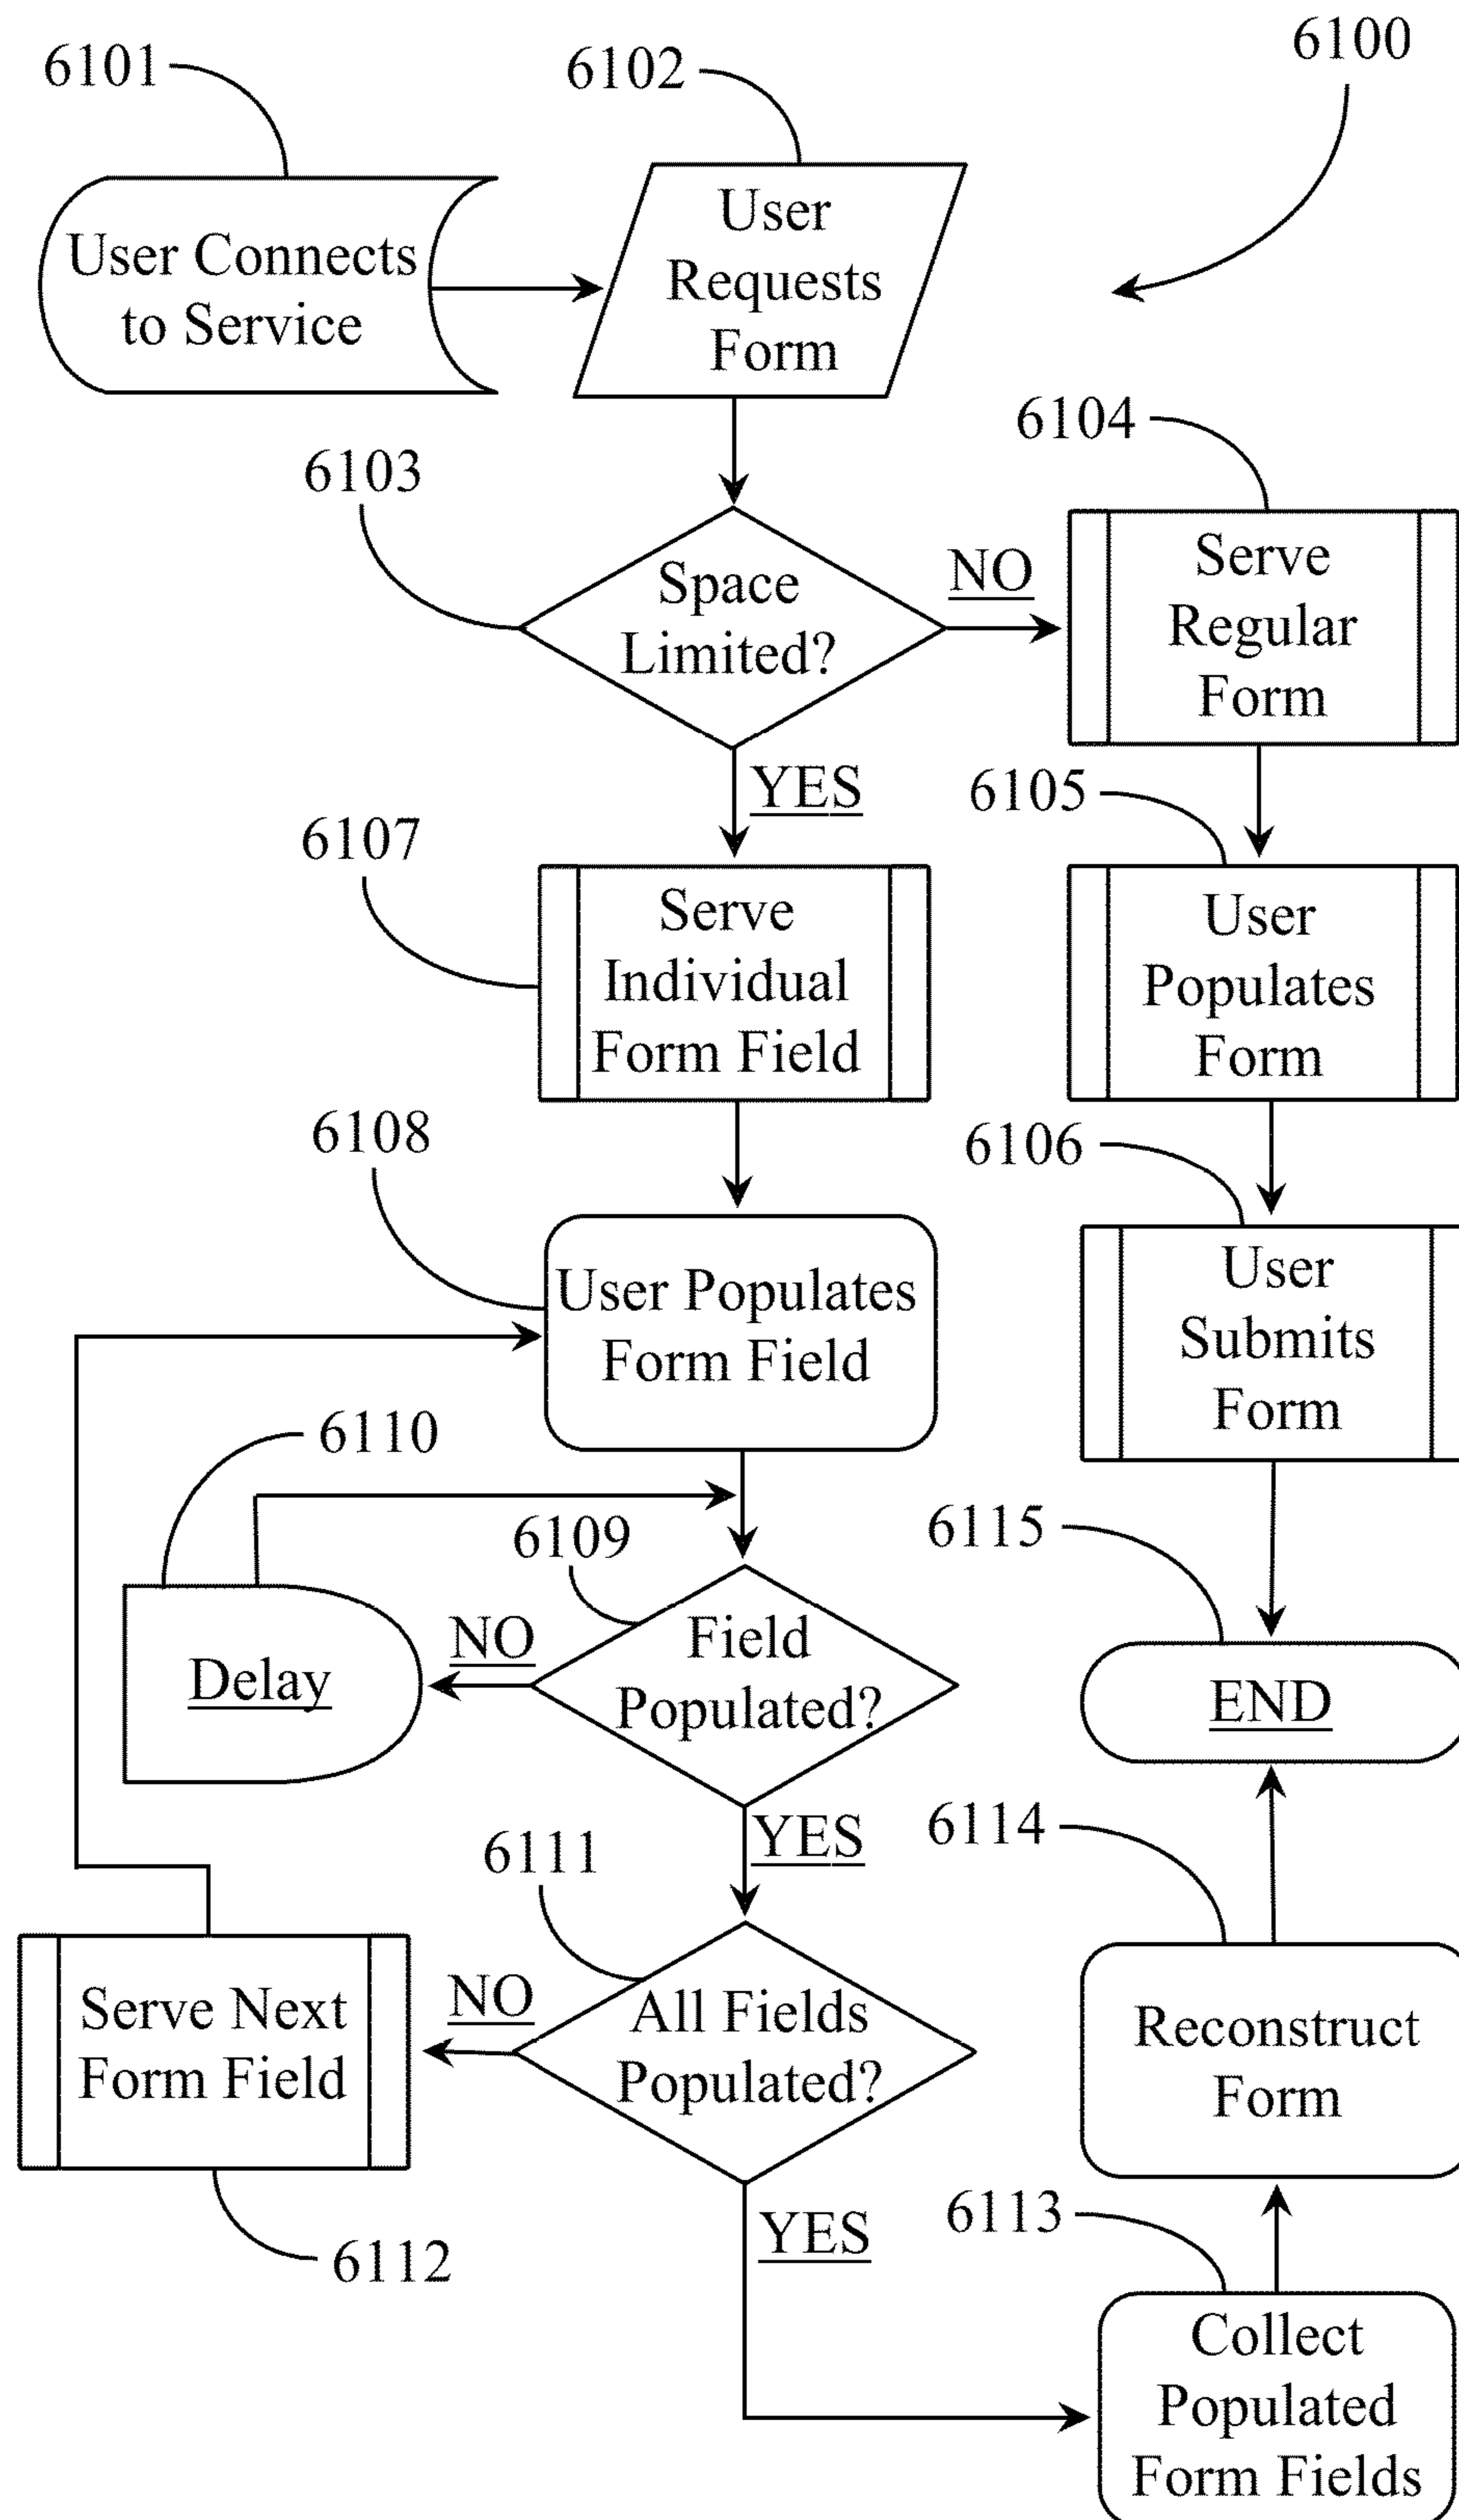 6101
6102
6100
User Connects
to Service
User
Requests
Form
6103
6104
Space
Limited?
NO
Serve
Regular
Form
YES
6105
6107
Serve
Individual
Form Field
User
Populates
Form
6108
6106
User Populates
Form Field
User
Submits
Form
6110
6109
6115
Delay
NO
Field
Populated?
END
YES
6111
6114
Serve Next
Form Field
NO
All Fields
Populated?
Reconstruct
Form
6112
YES
6113
Collect
Populated
Form Fields